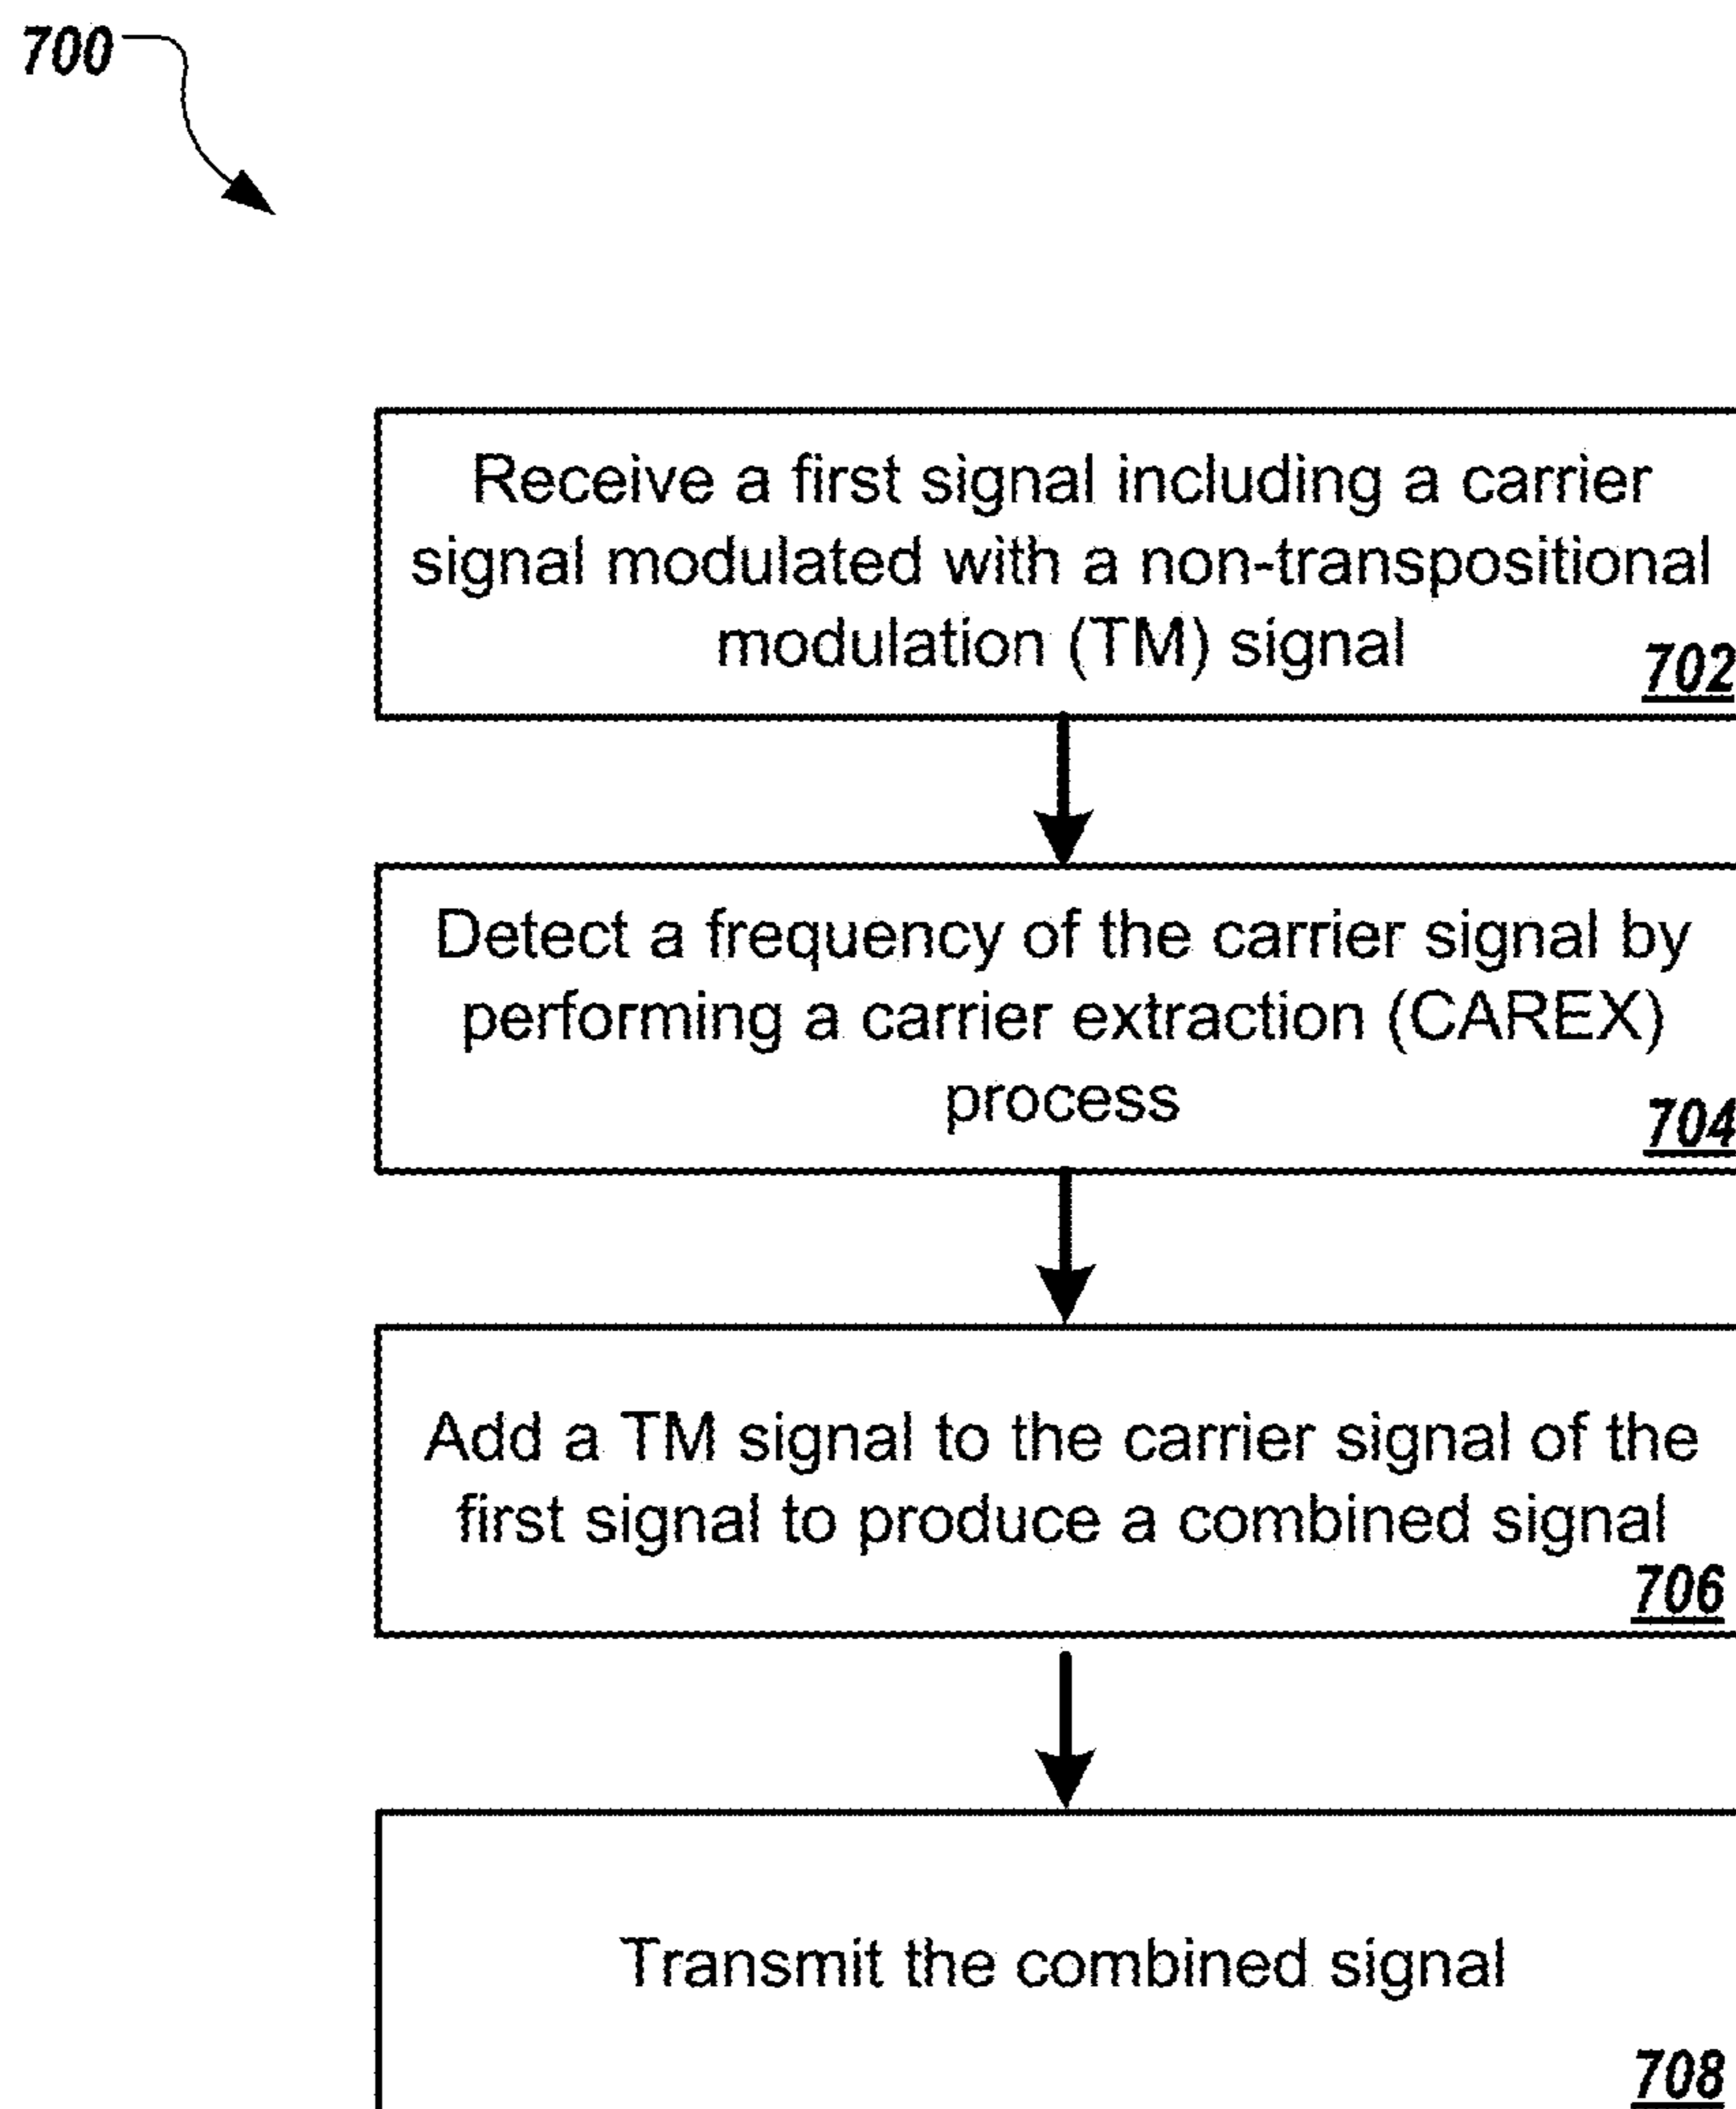 700
Receive a first signal including a carrier
signal modulated with a non-transpositional
modulation (TM) signal
702
Detect a frequency of the carrier signal by
performing a carrier extraction (CAREX)
process
704
Add a TM signal to the carrier signal of the
first signal to produce a combined signal
706
Transmit the combined signal
708